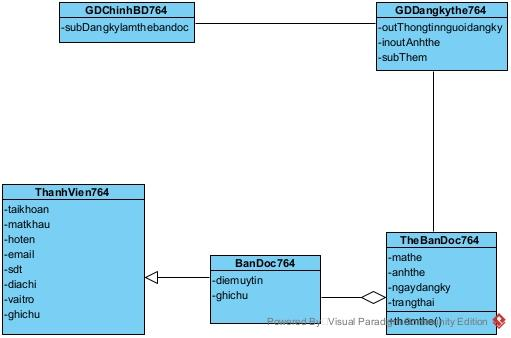 GDChinhBD764
-subDangkylamthebandoc
GDDangkythe764
-outThongtinnguoidangky
-inoutAnhthe
-subThem
ThanhVien764
-taikhoan
-matkhau
-hoten
-email
-sdt
-diachi
-vaitro
-ghichu
BanDoc764
-diemuytin
-ghichu
TheBanDoc764
-mathe
-anhthe
-ngaydangky
-trangthai
+themthe()
Powered By Visual Paradigm Community Edition